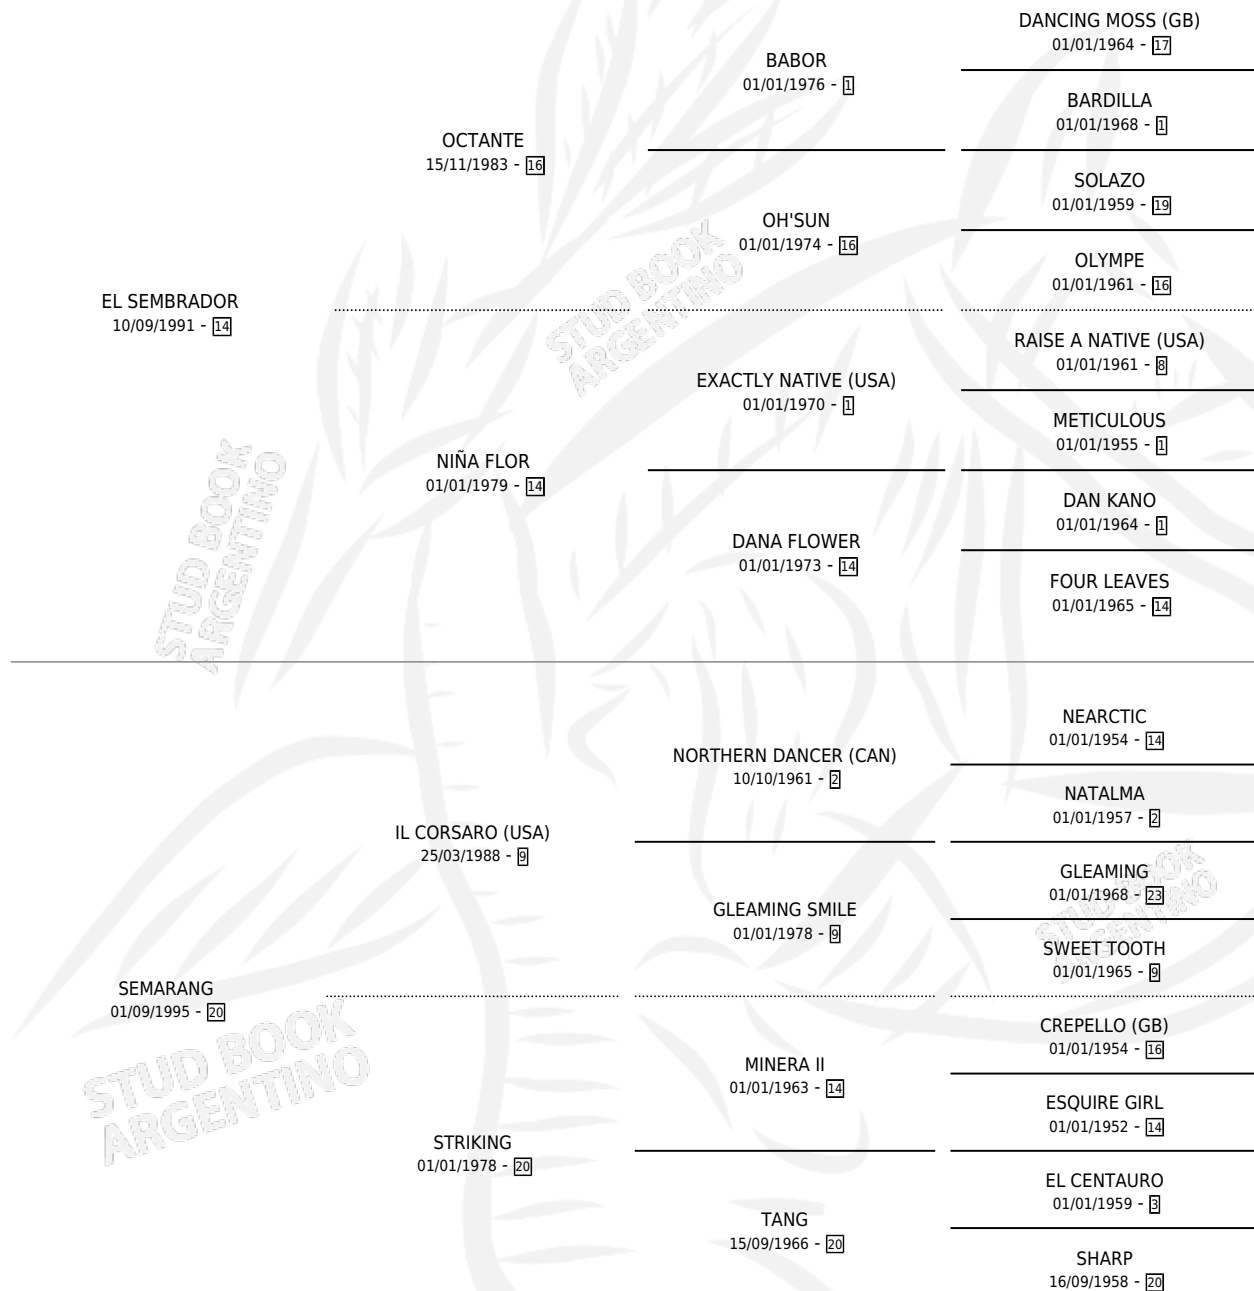 DANCING MOSS (GB)
01/01/1964 - 17
BABOR
01/01/1976 - 1
BARDILLA
01/01/1968 - 1
OCTANTE
15/11/1983 - 16
SOLAZO
01/01/1959 - 19
OH'SUN
01/01/1974 - 16
OLYMPE
01/01/1961 - 16
EL SEMBRADOR
10/09/1991 - 14
RAISE A NATIVE (USA)
01/01/1961 - 8
EXACTLY NATIVE (USA)
01/01/1970 - 1
METICULOUS
01/01/1955 - 1
NIÑA FLOR
01/01/1979 - 14
DAN KANO
01/01/1964 - 1
DANA FLOWER
01/01/1973 - 14
FOUR LEAVES
01/01/1965 - 14
NEARCTIC
01/01/1954 - 14
NORTHERN DANCER (CAN)
10/10/1961 - 2
NATALMA
01/01/1957 - 2
IL CORSARO (USA)
25/03/1988 - 9
GLEAMING
01/01/1968 - 23
GLEAMING SMILE
01/01/1978 - 9
SWEET TOOTH
01/01/1965 - 9
SEMARANG
01/09/1995 - 20
CREPELLO (GB)
01/01/1954 - 16
MINERA II
01/01/1963 - 14
ESQUIRE GIRL
01/01/1952 - 14
STRIKING
01/01/1978 - 20
EL CENTAURO
01/01/1959 - 3
TANG
15/09/1966 - 20
SHARP
16/09/1958 - 20
STUD BOOK
ARGENTINO
STUD BOOK
ARGENTINO
STUD BOOK
ARGENTINO
STUD BOOK
ARGENTINO